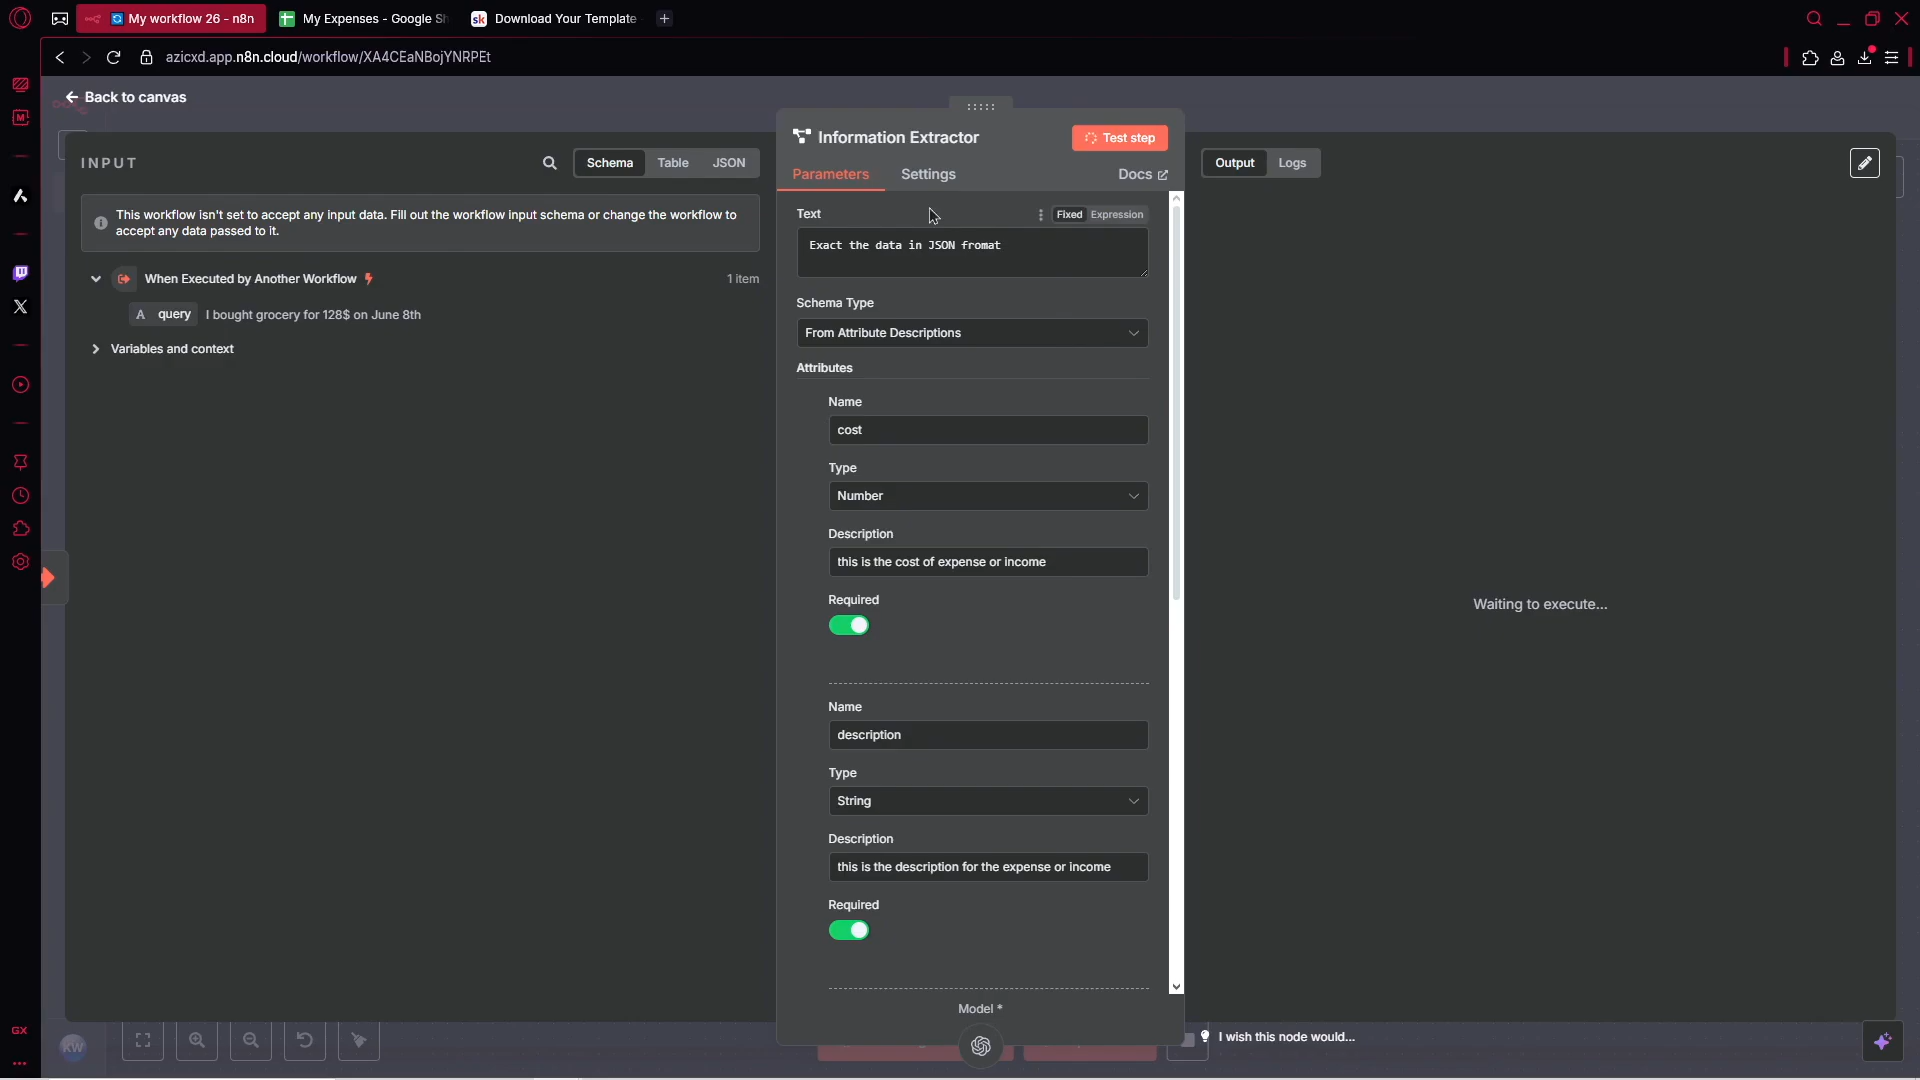 My workflow 26 - n8n
My Expenses - Google Sh
sk
Download Your Template
azicxd.app.n8n.cloud/workflow/XA4CEaNBojYNRPEt
Back to canvas
INPUT
Schema
Table
JSON
This workflow isn't set to accept any input data. Fill out the workflow input schema or change the workflow to
accept any data passed to it.
When Executed by Another Workflow
1 item
A query I bought grocery for 128$ on June 8th
Variables and context
Information Extractor
Test step
Parameters
Settings
Docs
Text
Fixed
Expression
Exact the data in JSON fromat
Schema Type
From Attribute Descriptions
Attributes
Name
cost
Type
Number
Description
this is the cost of expense or income
Required
Name
description
Type
String
Description
this is the description for the expense or income
Required
Model *
Output
Logs
Waiting to execute...
I wish this node would...
GX
KW